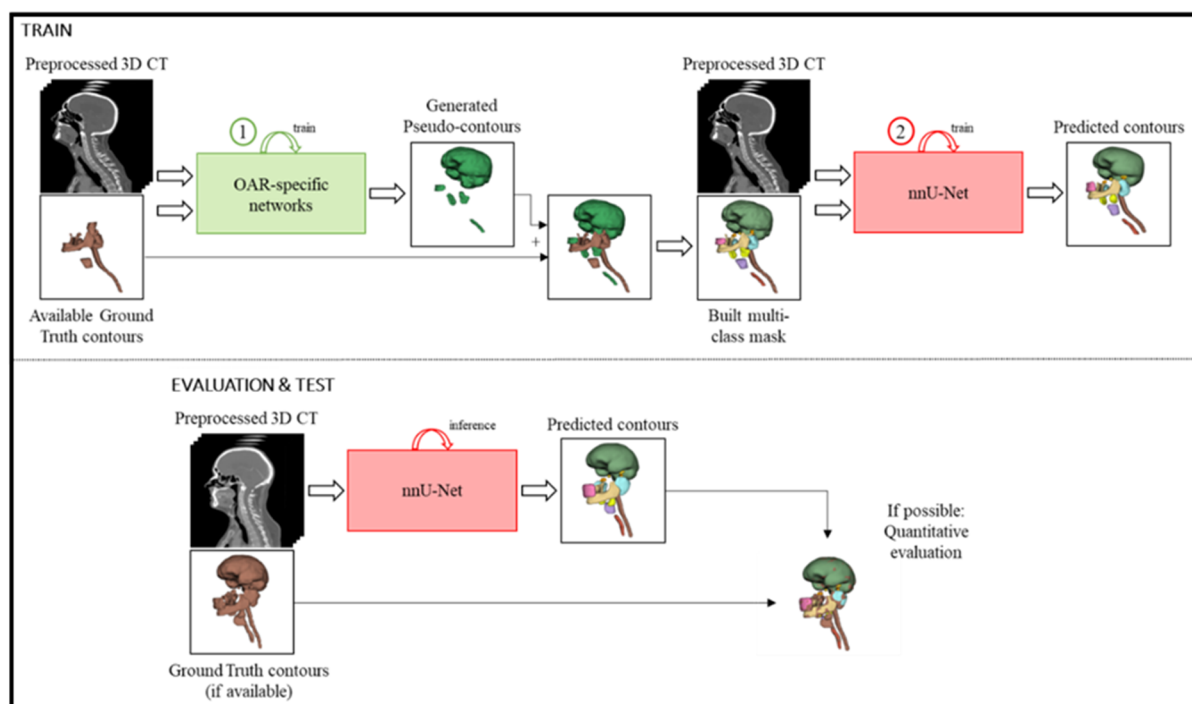 TRAIN
Preprocessed 3D CT
1
train
OAR-specific
networks
Generated
Pseudo-contours
+
Available Ground
Truth contours
Preprocessed 3D CT
Built multi-
class mask
2
train
nnU-Net
Predicted contours
EVALUATION & TEST
Preprocessed 3D CT
inference
nnU-Net
Predicted contours
If possible:
Quantitative
evaluation
Ground Truth contours
(if available)